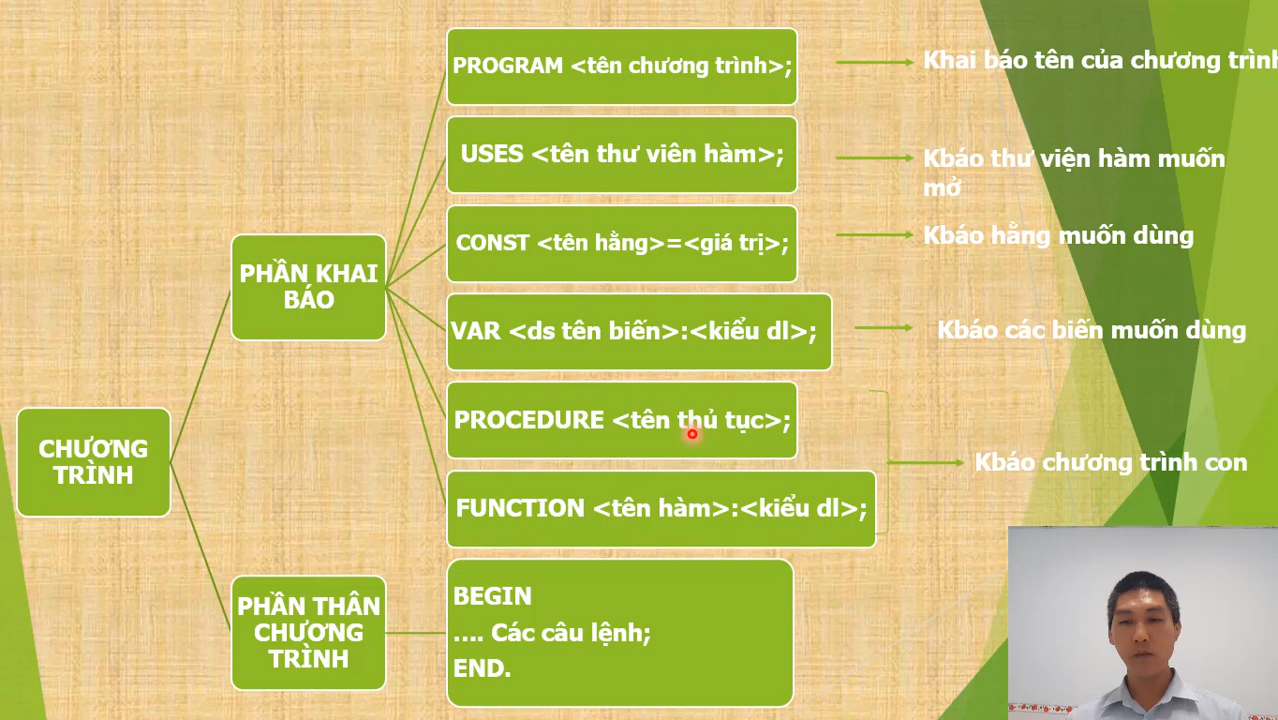 PROGRAM <tên chương trình>;
Khai báo tên của chương trình
USES <tên thư viên hàm>;
Kbáo thư viện hàm muốn
mở
CONST <tên hằng>=<giá trị>;
Kbáo hằng muốn dùng
PHẦN KHAI
BÁO
VAR <ds tên biến>:<kiểu dl>;
Kbáo các biến muốn dùng
PROCEDURE <tên thủ tục>;
CHƯƠNG
TRÌNH
Kbáo chương trình con
FUNCTION <tên hàm>:<kiểu dl>;
PHẦN THÂN
CHƯƠNG
TRÌNH
BEGIN
.... Các câu lệnh;
END.